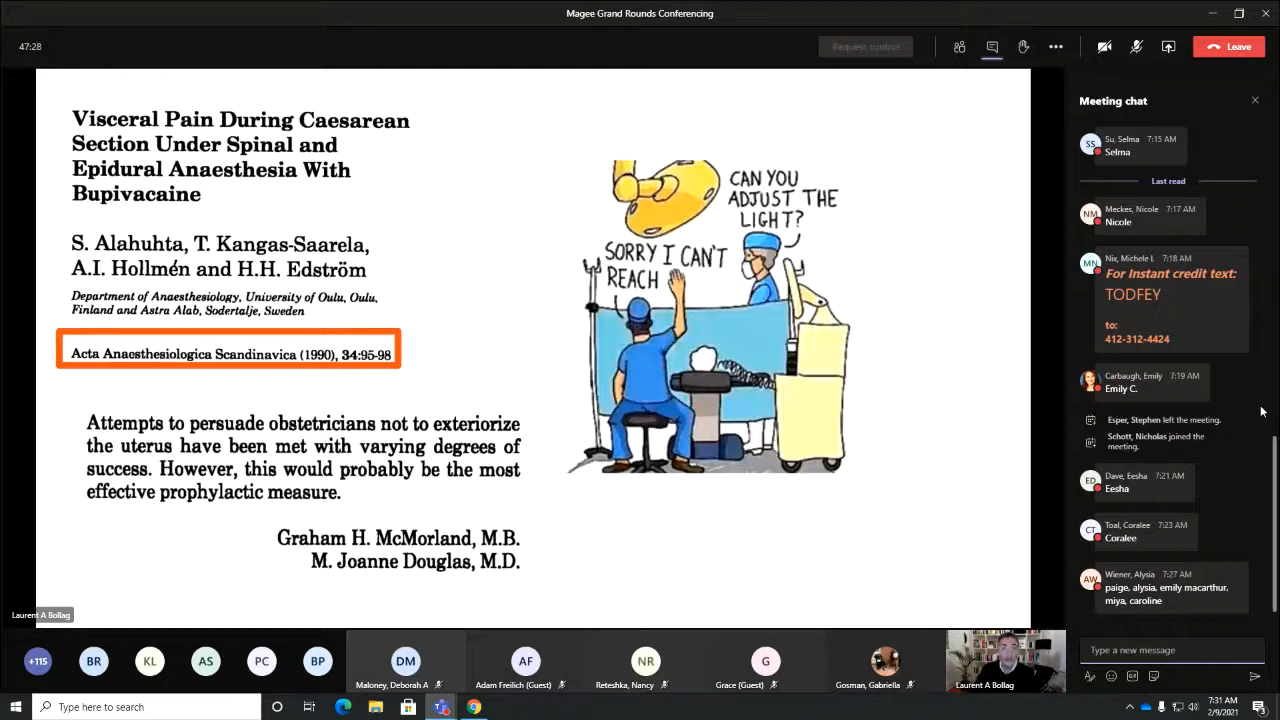 Magee Grand Rounds Conferencing
47:28
Request control
Leave
Visceral Pain During Caesarean
Section Under Spinal and
Epidural Anaesthesia With
Bupivacaine
S. Alahuhta, T. Kangas-Saarela,
A.I. Hollmén and H.H. Edström
Department of Anaesthesiology, University of Oulu, Oulu,
Finland and Astra Alab, Sodertalje, Sweden
Acta Anaesthesiologica Scandinavica (1990), 34:95-98
Attempts to persuade obstetricians not to exteriorize
the uterus have been met with varying degrees of
success. However, this would probably be the most
effective prophylactic measure.
Graham H. McMorland, M.B.
M. Joanne Douglas, M.D.
CAN YOU
ADJUST THE
LIGHT?
SORRY I CAN'T
REACH
Laurent A Bollag
Meeting chat
SS
Su, Selma 7:15 AM
Selma
Last read
NM
Meckes, Nicole 7:17 AM
Nicole
MN
Nix, Michele L 7:18 AM
For Instant credit text:
TODFEY
to:
412-312-4424
Carbaugh, Emily 7:19 AM
Emily C.
Esper, Stephen left the meeting.
Schott, Nicholas joined the
meeting.
ED
Dave, Eesha 7:21 AM
Eesha
CT
Toal, Coralee 7:23 AM
Coralee
AW
Wiener, Alysia 7:27 AM
paige, alysia, emily macarthur,
miya, caroline
Type a new message
GIF
+115
BR
KL
AS
PC
BP
DM
Maloney, Deborah A
AF
Adam Freilich (Guest)
NR
Reteshka, Nancy
G
Grace (Guest)
Gosman, Gabriella
Laurent A Bollag
Type here to search
7:31 AM
2/9/2021